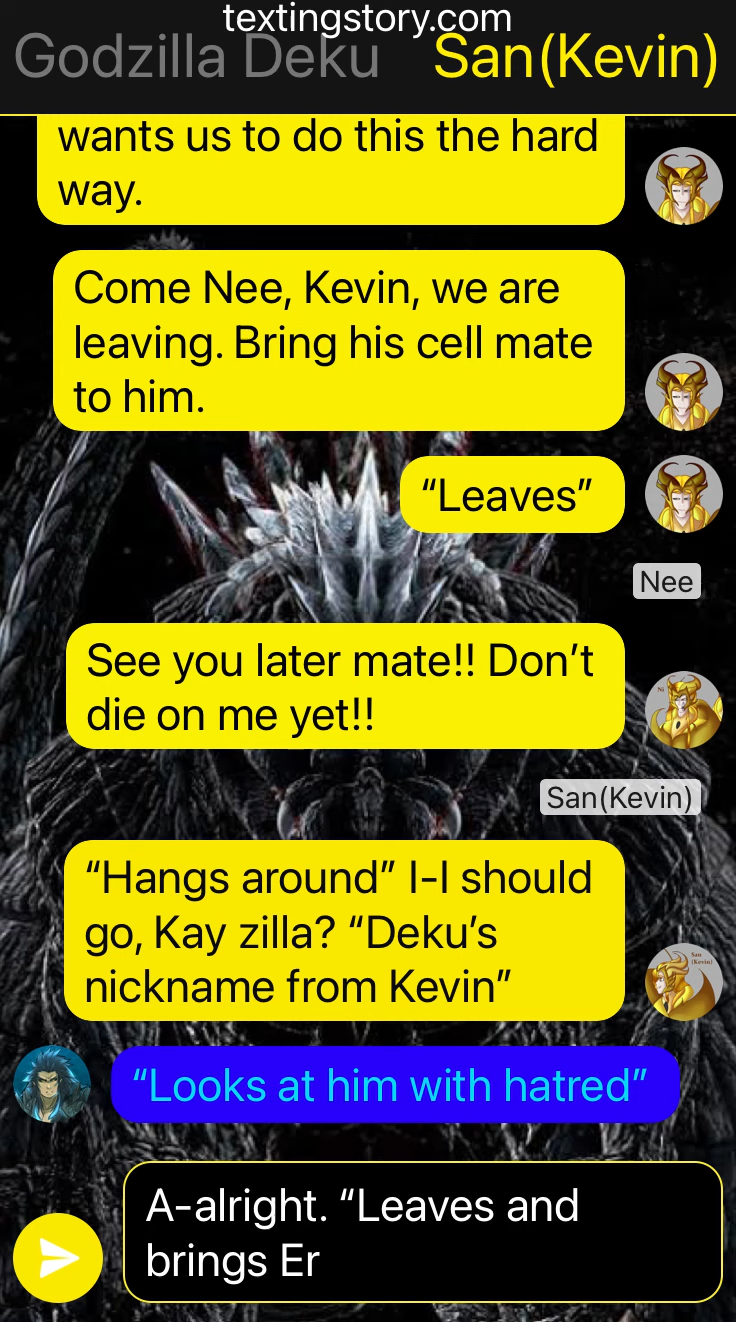 textingstory.com
Godzilla Deku San(Kevin)
wants us to do this the hard
way.
Come Nee, Kevin, we are
leaving. Bring his cell mate
to him.
“Leaves”
Nee
See you later mate!! Don’t
die on me yet!!
San(Kevin)
“Hangs around” I-I should
go, Kay zilla? “Deku’s
nickname from Kevin”
San
(Kevin)
“Looks at him with hatred”
A-alright. “Leaves and
brings Er